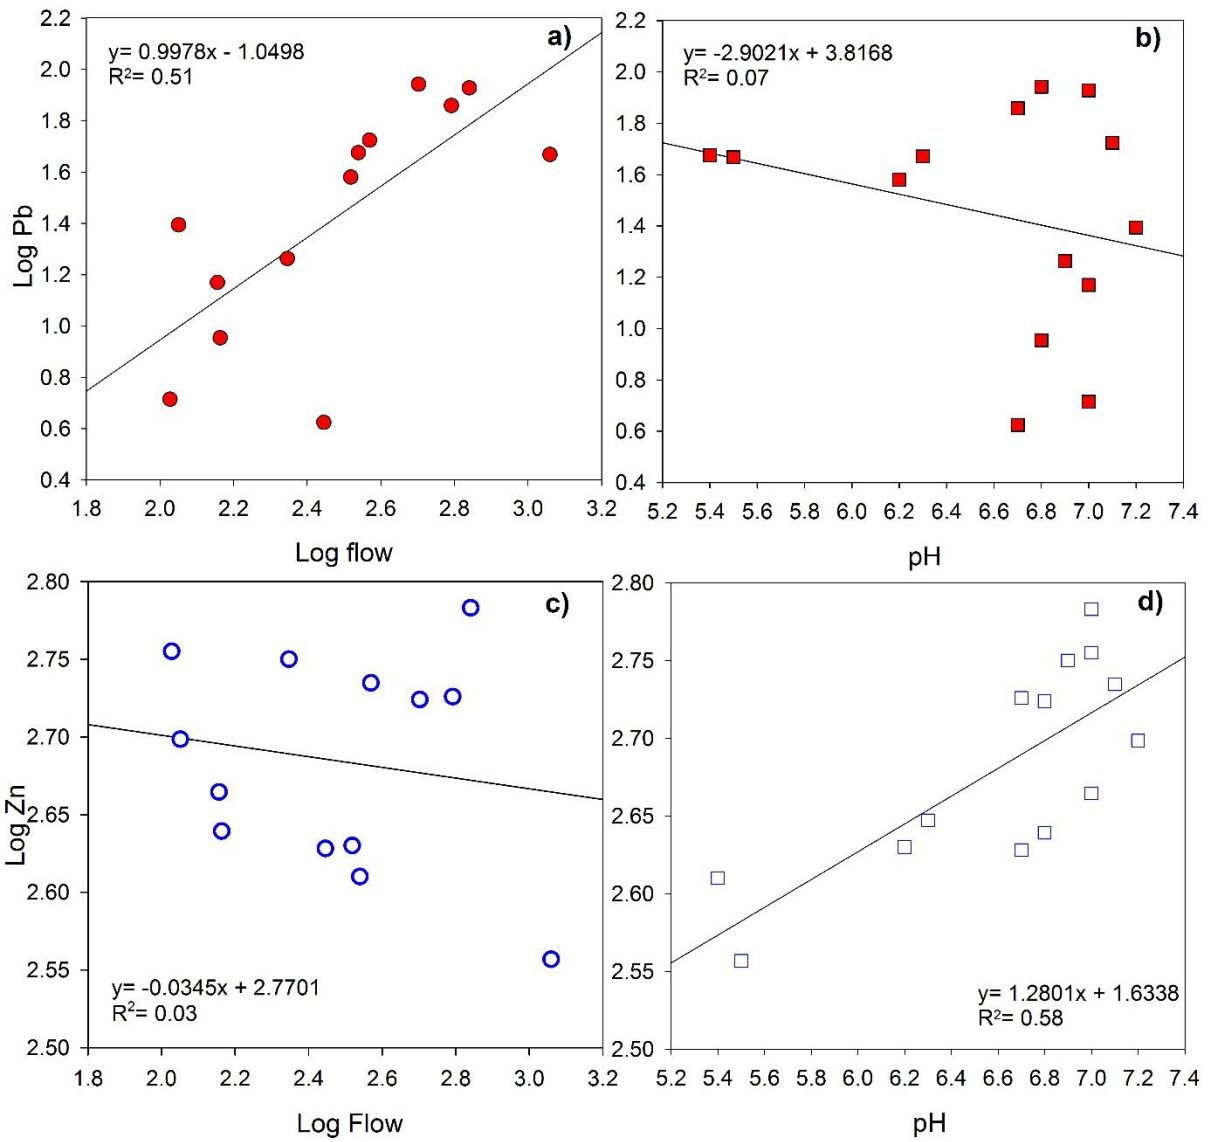 a)
y= 0.9978x - 1.0498
R²= 0.51
2.2
2.0
1.8
1.6
1.4
1.2
1.0
0.8
0.6
0.4
Log Pb
1.8 2.0 2.2 2.4 2.6 2.8 3.0 3.2
Log flow
b)
y= -2.9021x + 3.8168
R²= 0.07
2.2
2.0
1.8
1.6
1.4
1.2
1.0
0.8
0.6
0.4
5.2 5.4 5.6 5.8 6.0 6.2 6.4 6.6 6.8 7.0 7.2 7.4
pH
c)
2.80
2.75
2.70
2.65
2.60
2.55
2.50
Log Zn
y= -0.0345x + 2.7701
R²= 0.03
1.8 2.0 2.2 2.4 2.6 2.8 3.0 3.2
Log Flow
d)
2.80
2.75
2.70
2.65
2.60
2.55
2.50
y= 1.2801x + 1.6338
R²= 0.58
5.2 5.4 5.6 5.8 6.0 6.2 6.4 6.6 6.8 7.0 7.2 7.4
pH